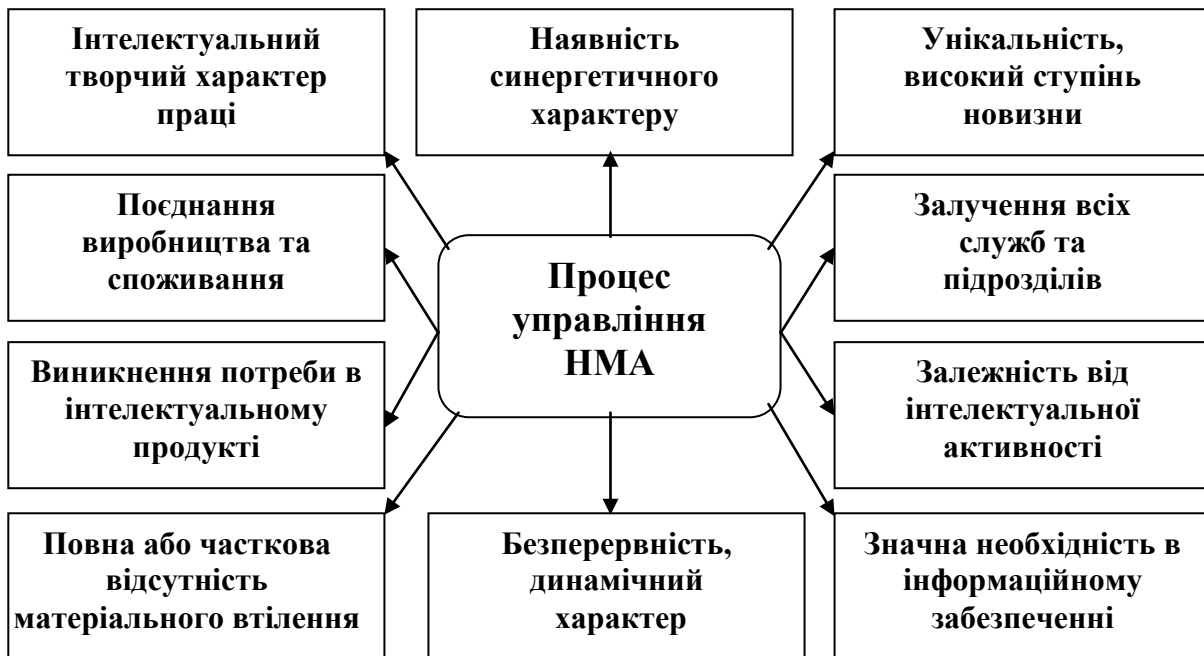 Інтелектуальний
творчий характер
праці
Наявність
синергетичного
характеру
Унікальність,
високий ступінь
новизни
Поєднання
виробництва та
споживання
Процес
управління
НМА
Залучення всіх
служб та
підрозділів
Виникнення потреби в
інтелектуальному
продукті
Залежність від
інтелектуальної
активності
Повна або часткова
відсутність
матеріального втілення
Безперервність,
динамічний
характер
Значна необхідність в
інформаційному
забезпеченні